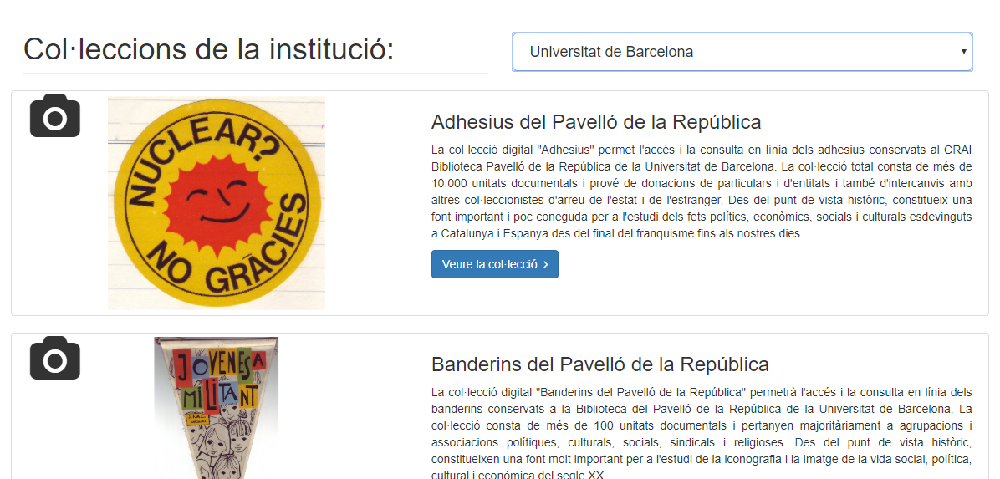 Col·leccions de la institució:
Universitat de Barcelona
NUCLEAR?
NO GRÀCIES
Adhesius del Pavelló de la República
La col·lecció digital "Adhesius" permet l'accés i la consulta en línia dels adhesius conservats al CRAI
Biblioteca Pavelló de la República de la Universitat de Barcelona. La col·lecció total consta de més de
10.000 unitats documentals i prové de donacions de particulars i d'entitats i també d'intercanvis amb
altres col·leccionistes d'arreu de l'estat i de l'estranger. Des del punt de vista històric, constitueix una
font important i poc coneguda per a l'estudi dels fets polítics, econòmics, socials i culturals esdevinguts
a Catalunya i Espanya des del final del franquisme fins als nostres dies.
Veure la col·lecció
JOVENESA
MILITANT
J.F.A.C.
Banderins del Pavelló de la República
La col·lecció digital "Banderins del Pavelló de la República" permetrà l'accés i la consulta en línia dels
banderins conservats a la Biblioteca del Pavelló de la República de la Universitat de Barcelona. La
col·lecció consta de més de 100 unitats documentals i pertanyen majoritàriament a agrupacions i
associacions polítiques, culturals, socials, sindicals i religioses. Des del punt de vista històric,
constitueixen una font molt important per a l'estudi de la iconografia i la imatge de la vida social, política,
cultural i econòmica del segle XX